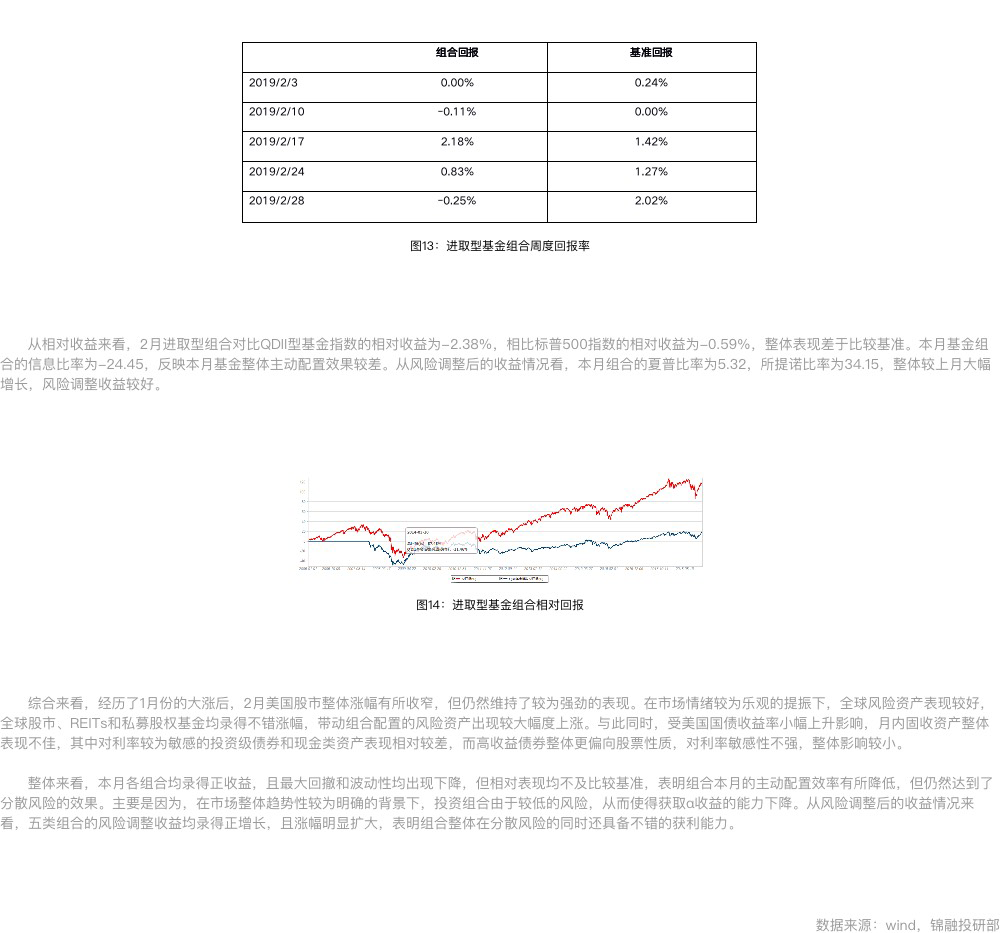 组合回报 基准回报
2019/2/3 0.00% 0.24%
2019/2/10 -0.11% 0.00%
2019/2/17 2.18% 1.42%
2019/2/24 0.83% 1.27%
2019/2/28 -0.25% 2.02%
图13：进取型基金组合周度回报率
从相对收益来看，2月进取型组合对比QDII型基金指数的相对收益为-2.38%，相比标普500指数的相对收益为-0.59%，整体表现差于比较基准。本月基金组
合的信息比率为-24.45，反映本月基金整体主动配置效果较差。从风险调整后的收益情况看，本月组合的夏普比率为5.32，所提诺比率为34.15，整体较上月大幅
增长，风险调整收益较好。
图14：进取型基金组合相对回报
综合来看，经历了1月份的大涨后，2月美国股市整体涨幅有所收窄，但仍然维持了较为强劲的表现。在市场情绪较为乐观的提振下，全球风险资产表现较好，
全球股市、REITs和私募股权基金均录得不错涨幅，带动组合配置的风险资产出现较大幅度上涨。与此同时，受美国国债收益率小幅上升影响，月内固收资产整体
表现不佳，其中对利率较为敏感的投资级债券和现金类资产表现相对较差，而高收益债券整体更偏向股票性质，对利率敏感性不强，整体影响较小。
整体来看，本月各组合均录得正收益，且最大回撤和波动性均出现下降，但相对表现均不及比较基准，表明组合本月的主动配置效率有所降低，但仍然达到了
分散风险的效果。主要是因为，在市场整体趋势性较为明确的背景下，投资组合由于较低的风险，从而使得获取α收益的能力下降。从风险调整后的收益情况来
看，五类组合的风险调整收益均录得正增长，且涨幅明显扩大，表明组合整体在分散风险的同时还具备不错的获利能力。
数据来源：wind，锦融投研部